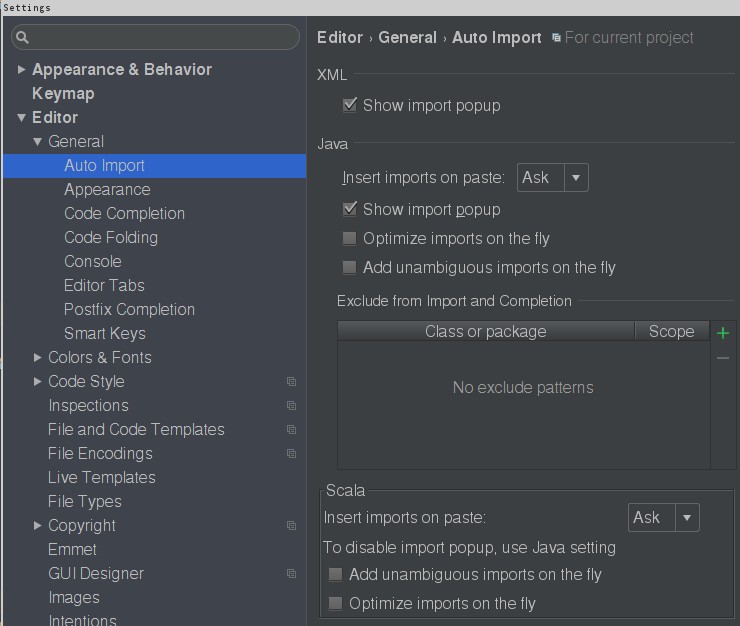 Settings
Appearance & Behavior
Keymap
Editor
General
Auto Import
Appearance
Code Completion
Code Folding
Console
Editor Tabs
Postfix Completion
Smart Keys
Colors & Fonts
Code Style
Inspections
File and Code Templates
File Encodings
Live Templates
File Types
Copyright
Emmet
GUI Designer
Images
Intentions
Editor › General › Auto Import For current project
XML
Show import popup
Java
Insert imports on paste: Ask
Show import popup
Optimize imports on the fly
Add unambiguous imports on the fly
Exclude from Import and Completion
Class or package Scope
No exclude patterns
Scala
Insert imports on paste: Ask
To disable import popup, use Java setting
Add unambiguous imports on the fly
Optimize imports on the fly